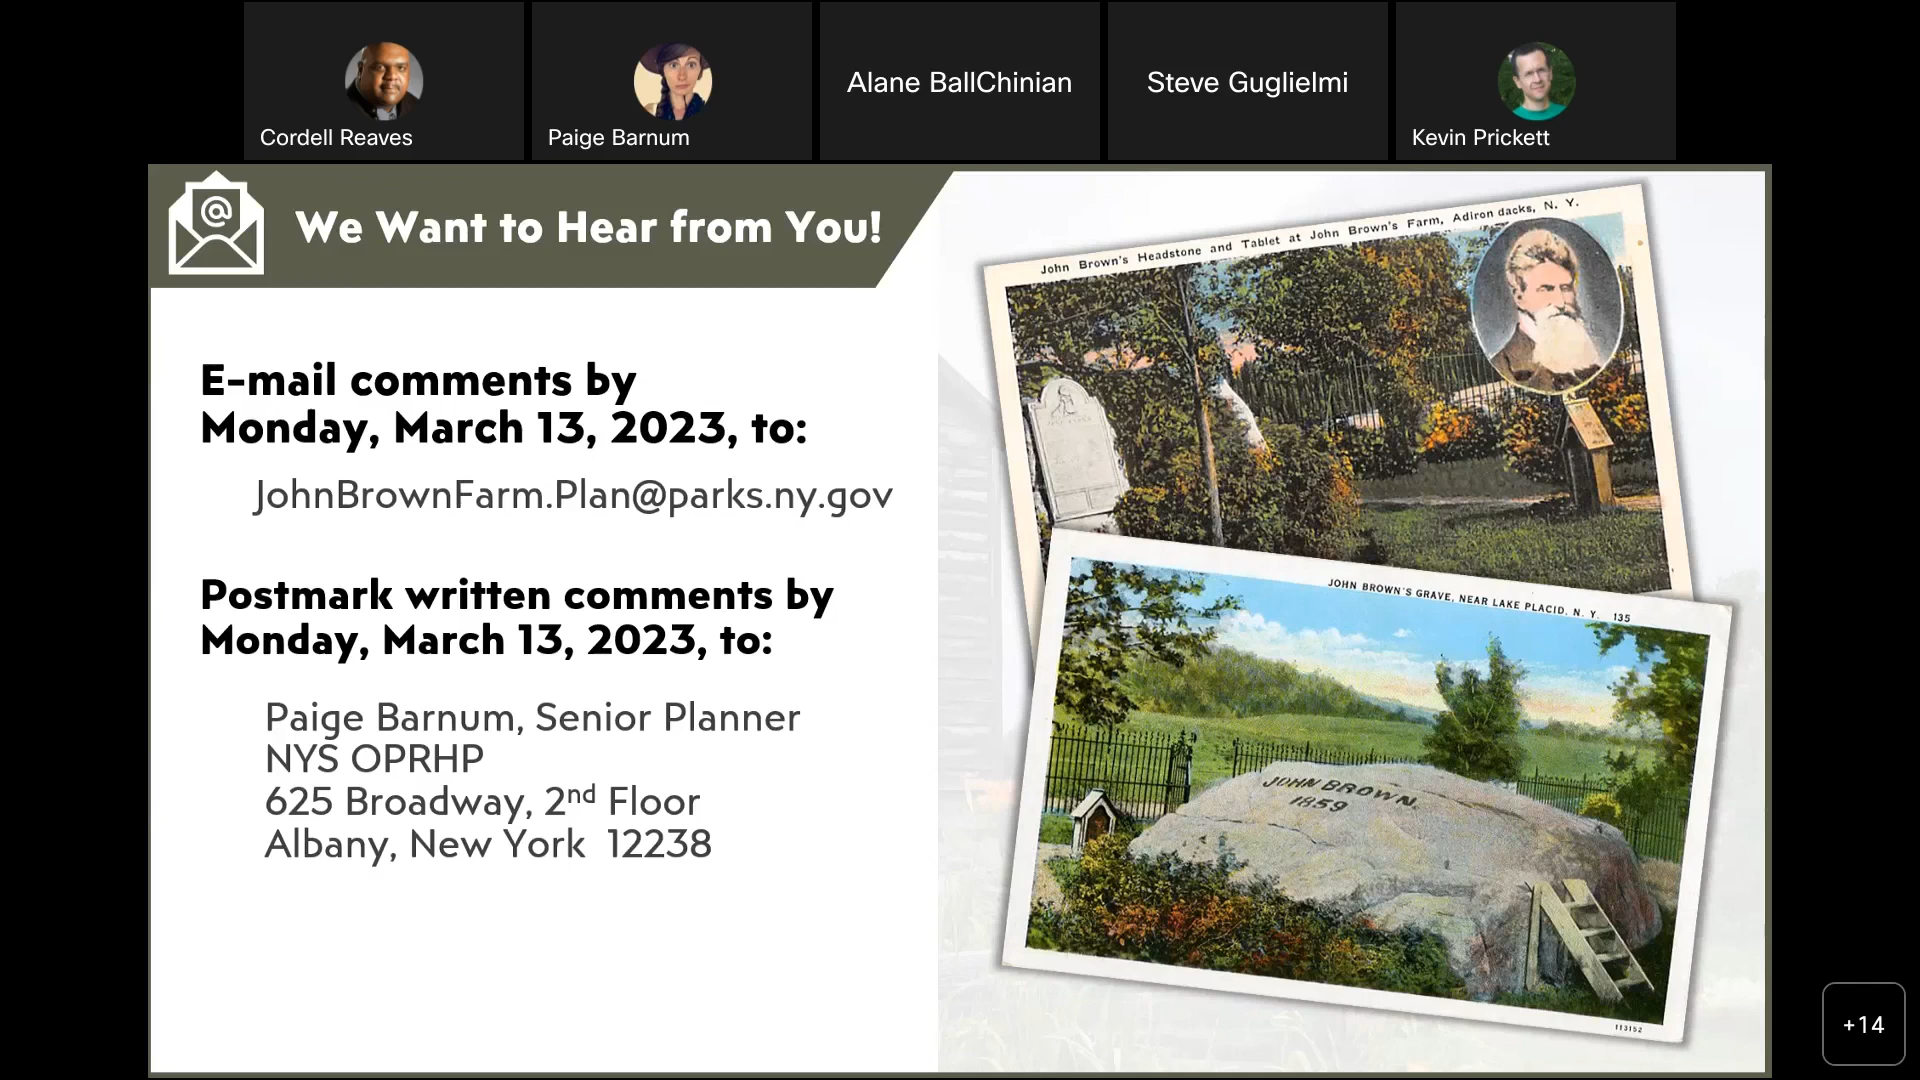 Cordell Reaves
Paige Barnum
Alane BallChinian
Steve Guglielmi
Kevin Prickett
@
We Want to Hear from You!
E-mail comments by
Monday, March 13, 2023, to:
JohnBrownFarm.Plan@parks.ny.gov
Postmark written comments by
Monday, March 13, 2023, to:
Paige Barnum, Senior Planner
NYS OPRHP
625 Broadway, 2nd Floor
Albany, New York 12238
John Brown's Headstone and Tablet at John Brown's Farm, Adirondacks, N. Y.
JOHN BROWN'S GRAVE, NEAR LAKE PLACID, N. Y. 135
JOHN BROWN
1859
113152
+14